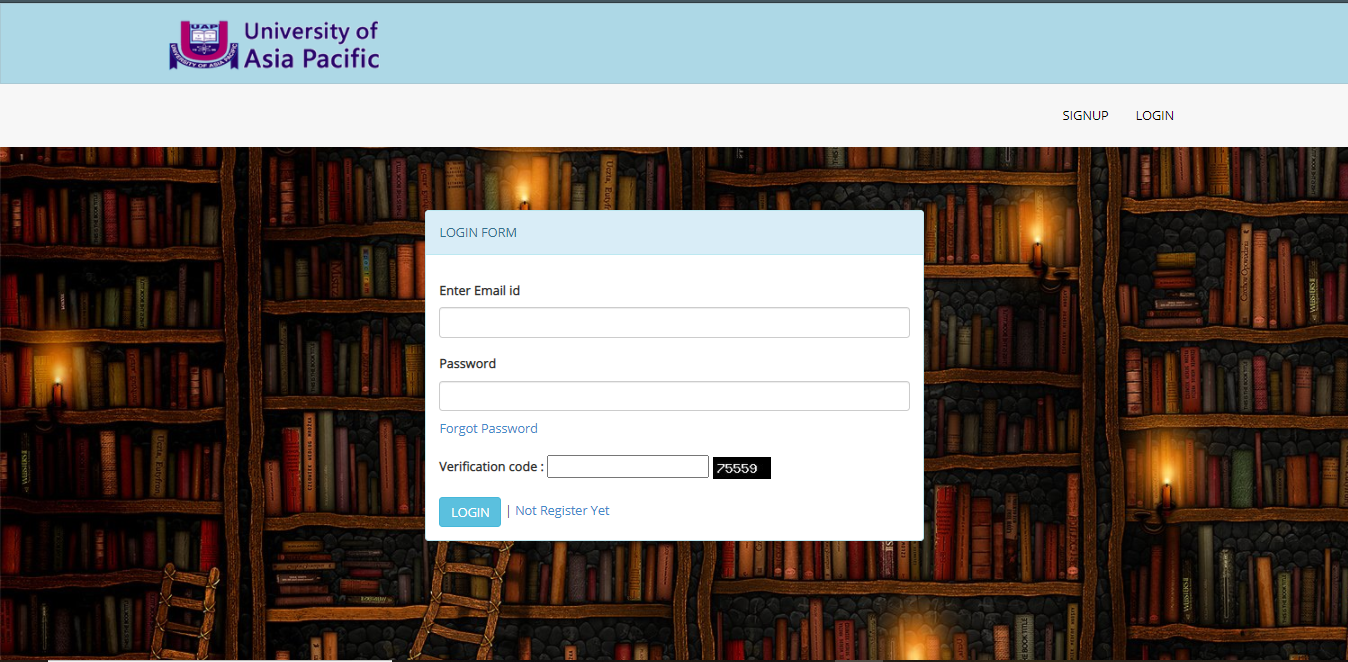 UAP
UNIVERSITY OF ASIA PACIFIC
University of
Asia Pacific
SIGNUP LOGIN
LOGIN FORM
Enter Email id
Password
Forgot Password
Verification code : 75559
LOGIN | Not Register Yet